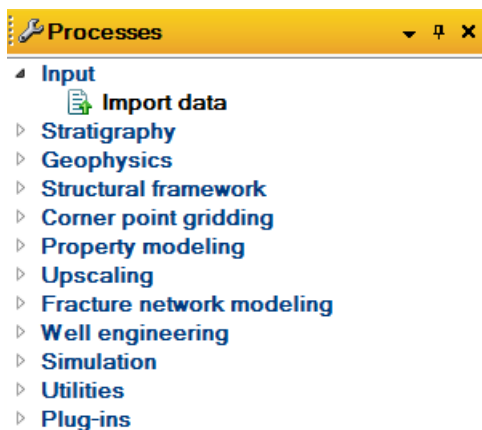 Processes
Input
Import data
Stratigraphy
Geophysics
Structural framework
Corner point gridding
Property modeling
Upscaling
Fracture network modeling
Well engineering
Simulation
Utilities
Plug-ins